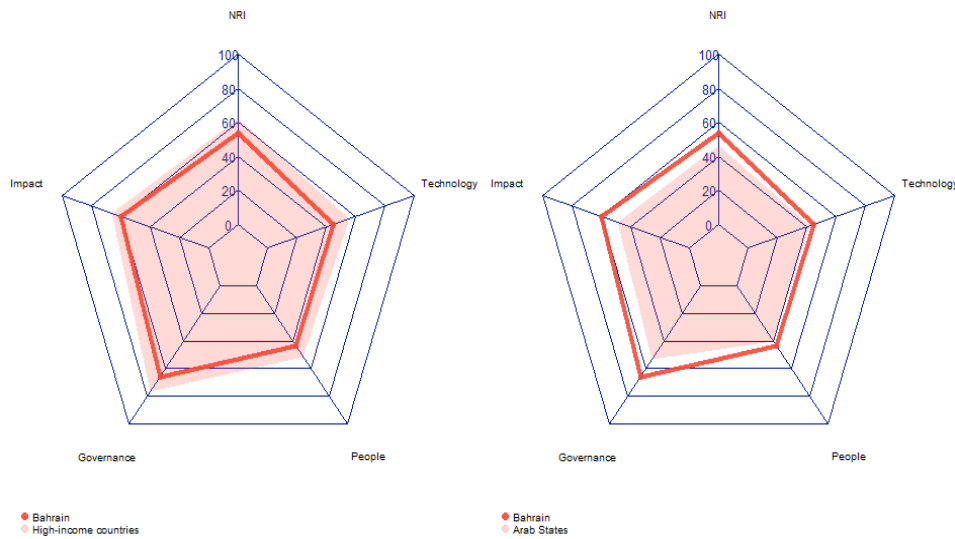 NRI
100
80
60
40
20
0
Impact
Technology
Governance
People
Bahrain
High-income countries
NRI
100
80
60
40
20
0
Impact
Technology
Governance
People
Bahrain
Arab States